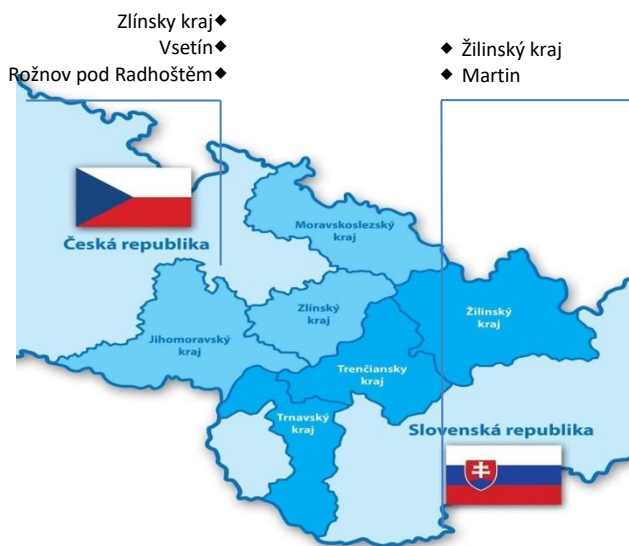 Zlínsky kraj
Vsetín
Rožnov pod Radhoštěm
Žilinský kraj
Martin
Moravskoslezský
kraj
Česká republika
Zlínský
kraj
Žilinský
kraj
Jihomoravský
kraj
Trenčiansky
kraj
Trnavský
kraj
Slovenská republika